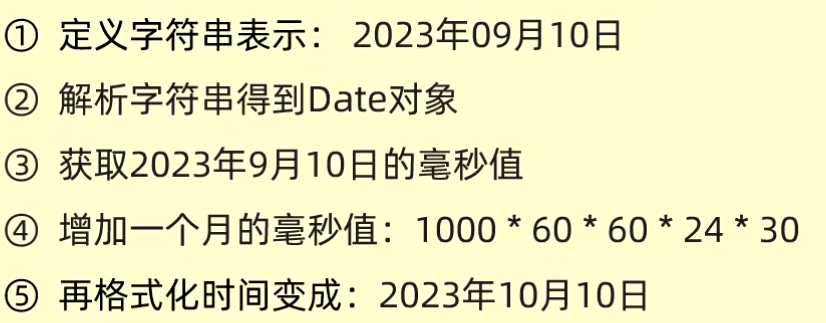 ① 定义字符串表示： 2023年09月10日
② 解析字符串得到Date对象
③ 获取2023年9月10日的毫秒值
④ 增加一个月的毫秒值：1000 * 60 * 60 * 24 * 30
⑤ 再格式化时间变成：2023年10月10日